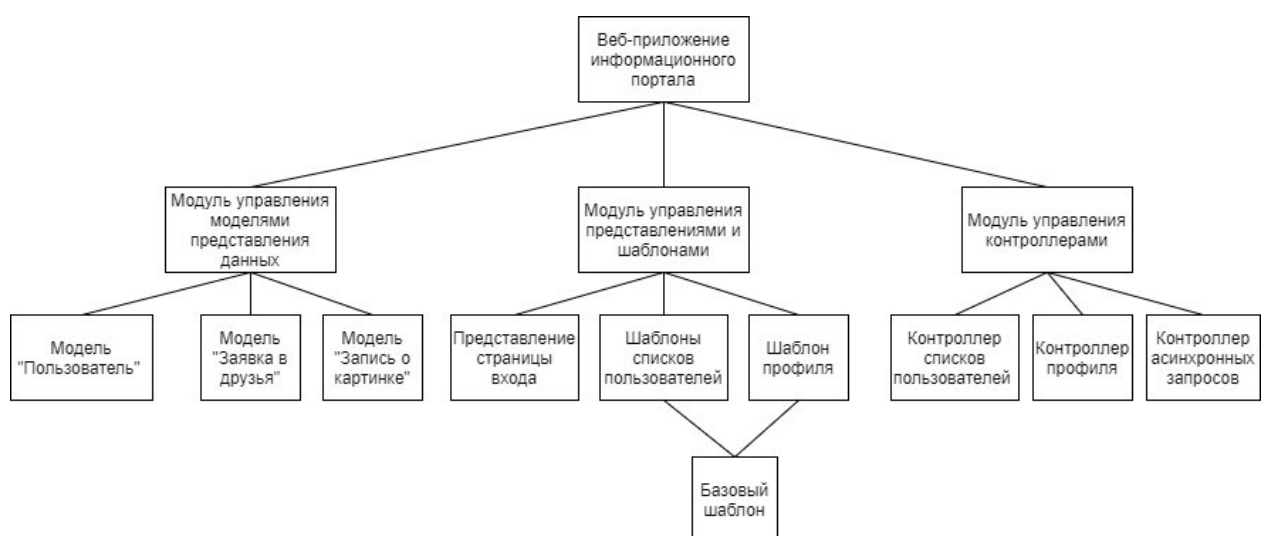 Веб-приложение
информационного
портала
Модуль управления
моделями
представления
данных
Модуль управления
представлениями и
шаблонами
Модуль управления
контроллерами
Модель
"Пользователь"
Модель
"Заявка в
друзья"
Модель
"Запись о
картинке"
Представление
страницы
входа
Шаблоны
списков
пользователей
Шаблон
профиля
Контроллер
списков
пользователей
Контроллер
профиля
Контроллер
асинхронных
запросов
Базовый
шаблон